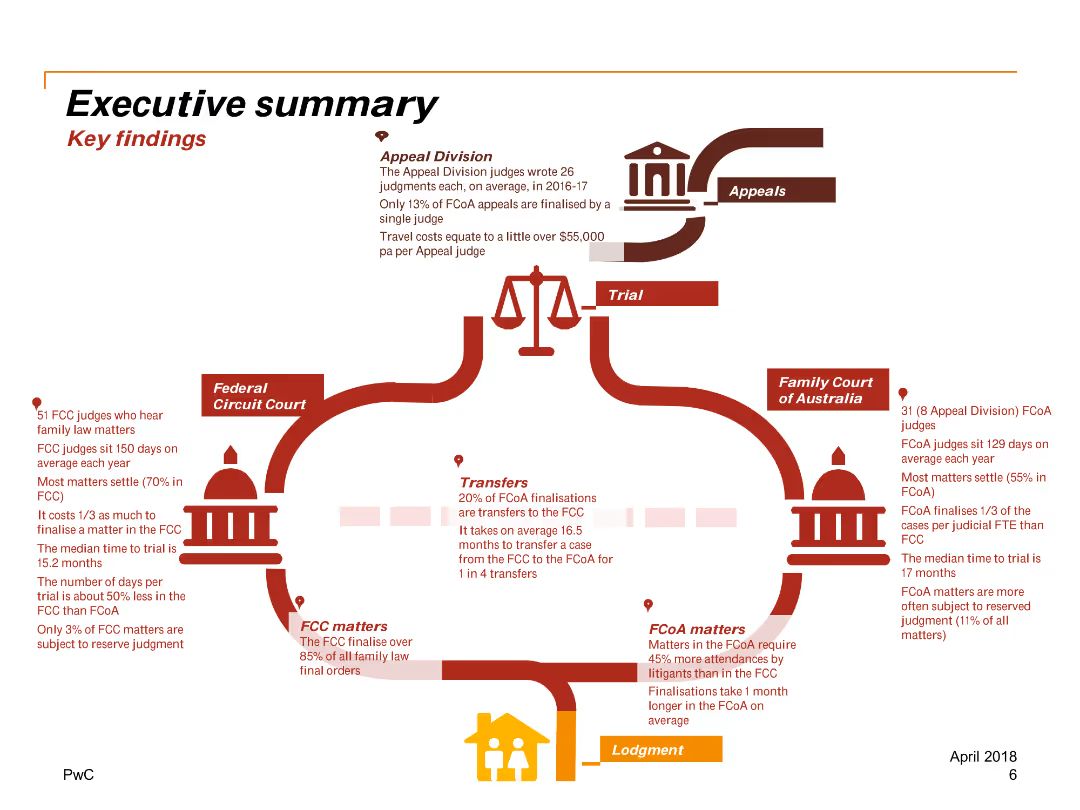 Executive summary
Key findings
Appeal Division
The Appeal Division judges wrote 26
judgments each, on average, in 2016-17
Only 13% of FCoA appeals are finalised by a
single judge
Travel costs equate to a little over $55,000
pa per Appeal judge
Appeals
Trial
Federal
Circuit Court
51 FCC judges who hear
family law matters
FCC judges sit 150 days on
average each year
Most matters settle (70% in
FCC)
It costs 1/3 as much to
finalise a matter in the FCC
The median time to trial is
15.2 months
The number of days per
trial is about 50% less in the
FCC than FCoA
Only 3% of FCC matters are
subject to reserve judgment
Transfers
20% of FCoA finalisations
are transfers to the FCC
It takes on average 16.5
months to transfer a case
from the FCC to the FCoA for
1 in 4 transfers
Family Court
of Australia
31 (8 Appeal Division) FCoA
judges
FCoA judges sit 129 days on
average each year
Most matters settle (55% in
FCoA)
FCoA finalises 1/3 of the
cases per judicial FTE than
FCC
The median time to trial is
17 months
FCoA matters are more
often subject to reserved
judgment (11% of all
matters)
FCC matters
The FCC finalise over
85% of all family law
final orders
FCoA matters
Matters in the FCoA require
45% more attendances by
litigants than in the FCC
Finalisations take 1 month
longer in the FCoA on
average
Lodgment
PwC
April 2018
6